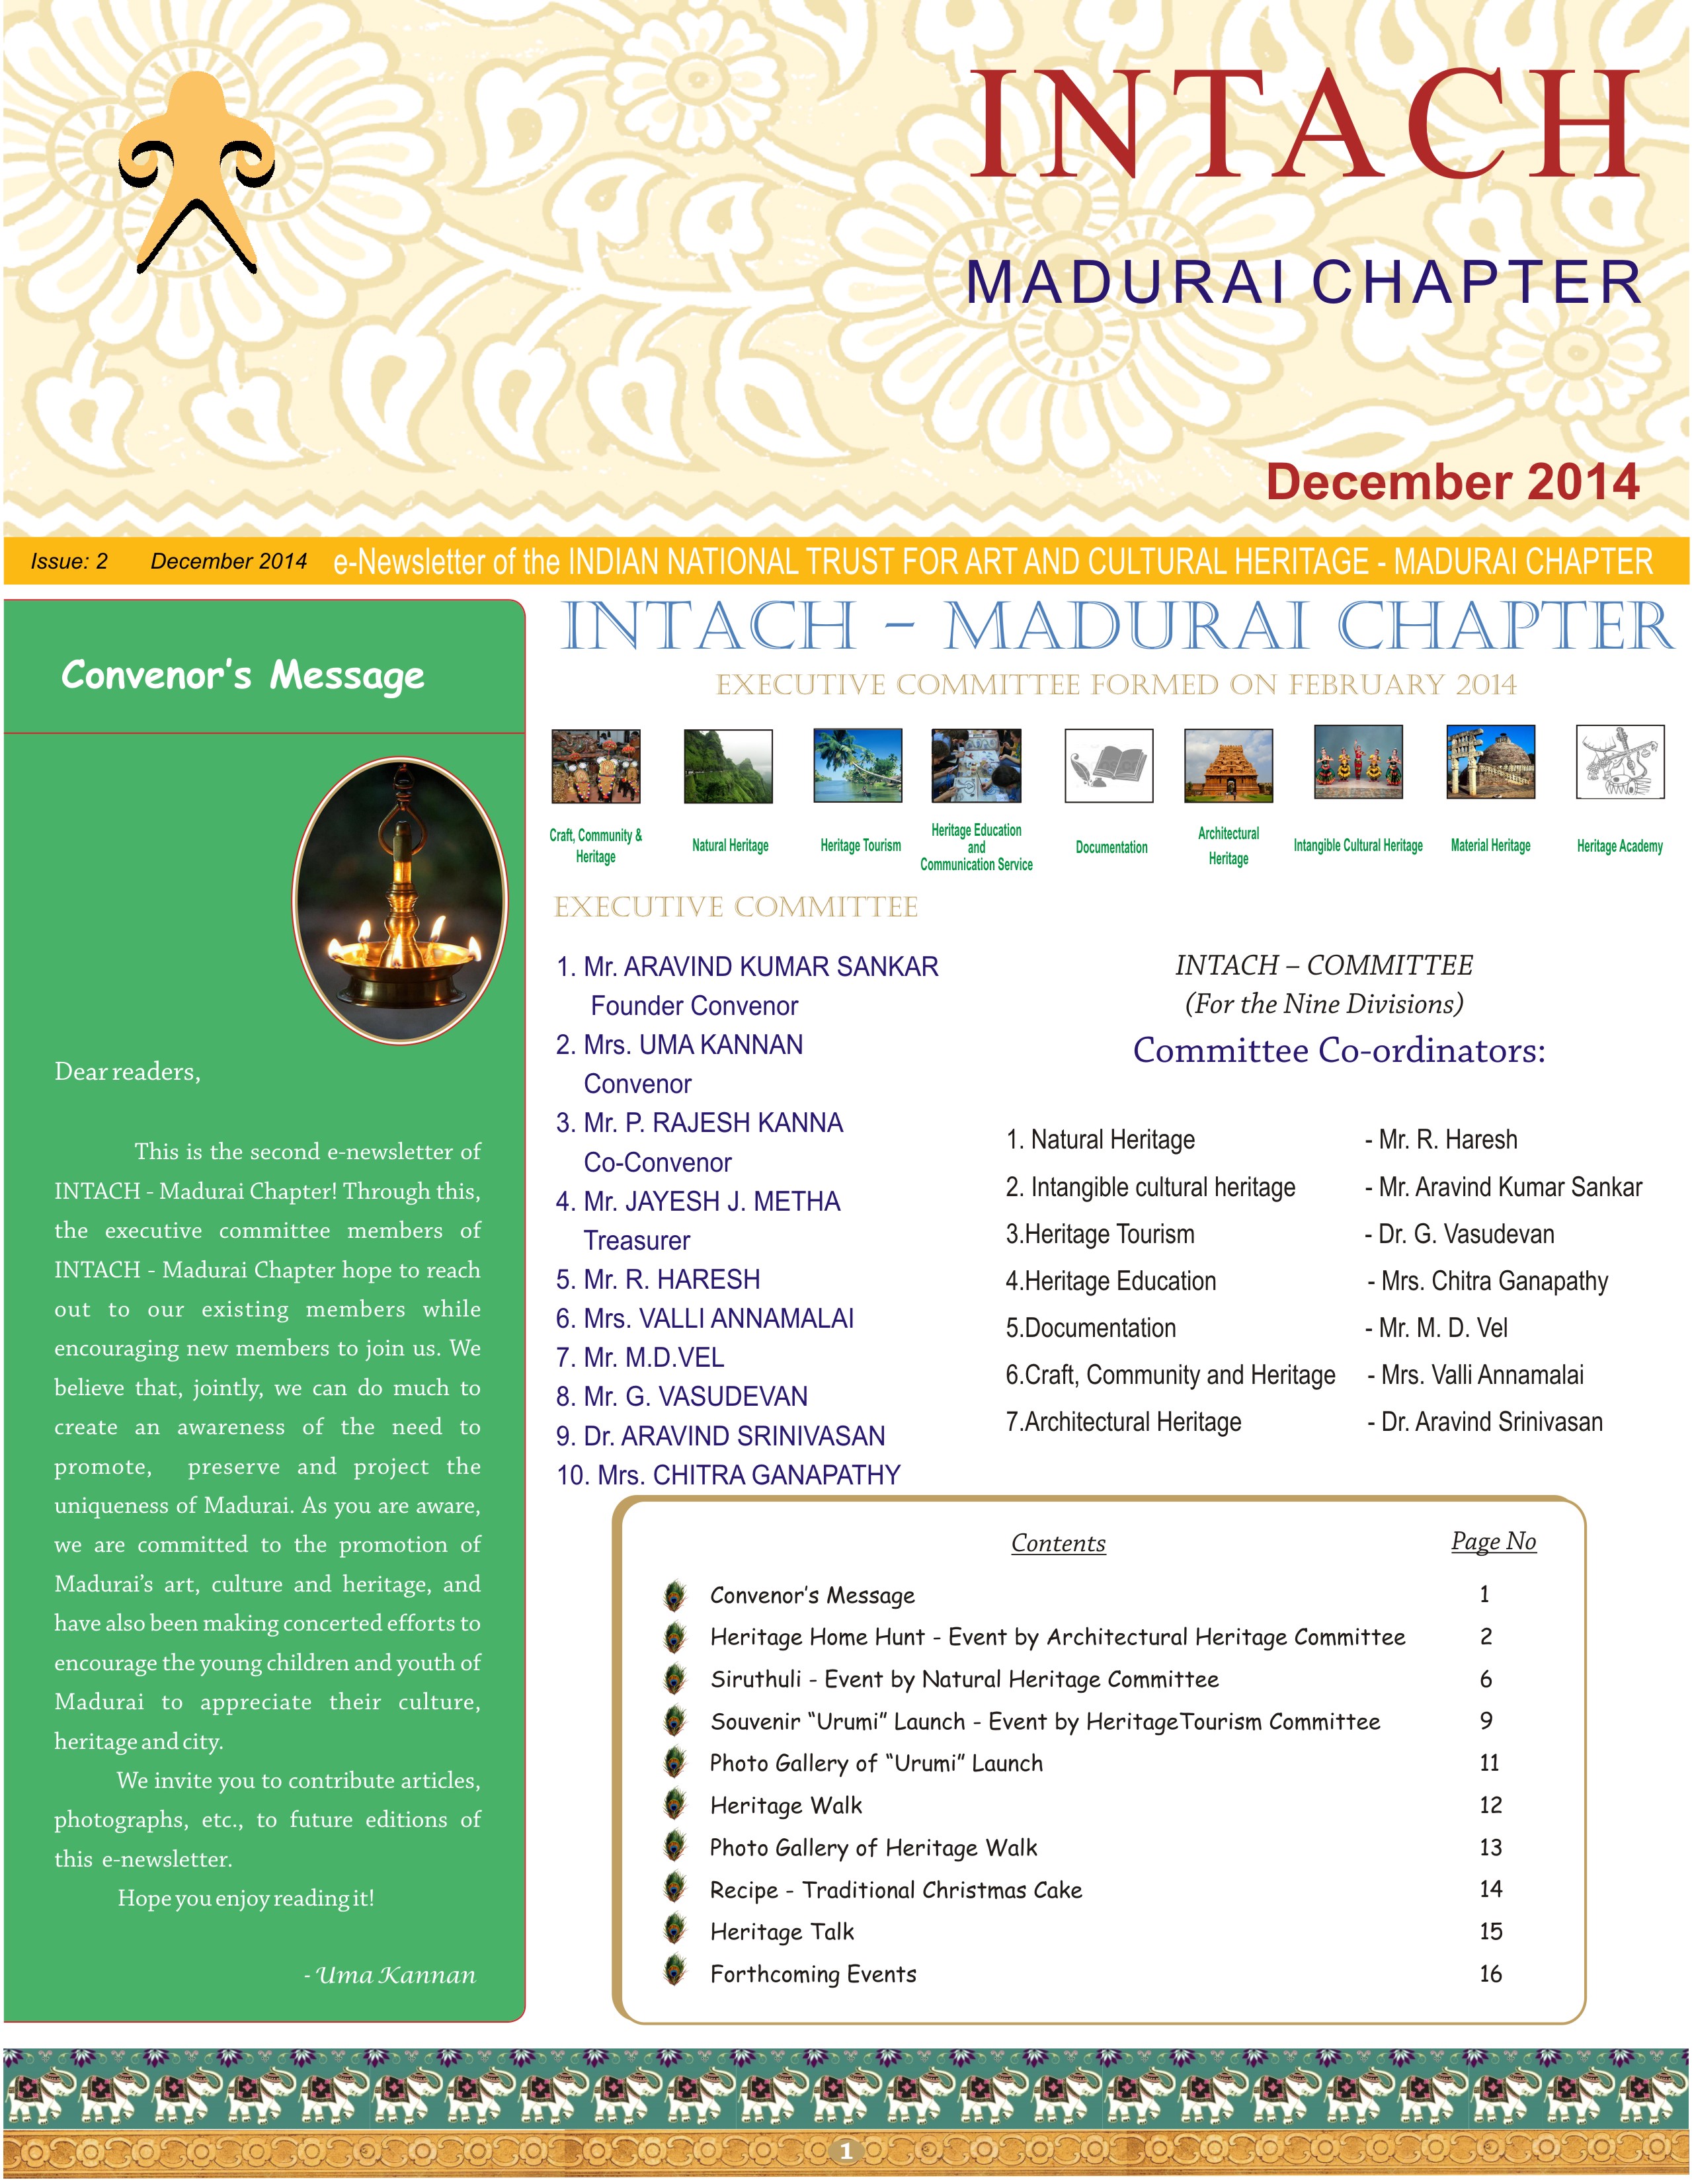 INTACH
MADURAI CHAPTER
December 2014
Issue: 2 December 2014 e-Newsletter of the INDIAN NATIONAL TRUST FOR ART AND CULTURAL HERITAGE - MADURAI CHAPTER
Convenor's Message
Dear readers,
This is the second e-newsletter of
INTACH - Madurai Chapter! Through this,
the executive committee members of
INTACH - Madurai Chapter hope to reach
out to our existing members while
encouraging new members to join us. We
believe that, jointly, we can do much to
create an awareness of the need to
promote, preserve and project the
uniqueness of Madurai. As you are aware,
we are committed to the promotion of
Madurai's art, culture and heritage, and
have also been making concerted efforts to
encourage the young children and youth of
Madurai to appreciate their culture,
heritage and city.
We invite you to contribute articles,
photographs, etc., to future editions of
this e-newsletter.
Hope you enjoy reading it!
- Uma Kannan
INTACH – MADURAI CHAPTER
EXECUTIVE COMMITTEE FORMED ON FEBRUARY 2014
Craft, Community &
Heritage
Natural Heritage
Heritage Tourism
Heritage Education
and
Communication Service
Documentation
Architectural
Heritage
Intangible Cultural Heritage
Material Heritage
Heritage Academy
EXECUTIVE COMMITTEE
1. Mr. ARAVIND KUMAR SANKAR
Founder Convenor
2. Mrs. UMA KANNAN
Convenor
3. Mr. P. RAJESH KANNA
Co-Convenor
4. Mr. JAYESH J. METHA
Treasurer
5. Mr. R. HARESH
6. Mrs. VALLI ANNAMALAI
7. Mr. M.D.VEL
8. Mr. G. VASUDEVAN
9. Dr. ARAVIND SRINIVASAN
10. Mrs. CHITRA GANAPATHY
INTACH – COMMITTEE
(For the Nine Divisions)
Committee Co-ordinators:
1. Natural Heritage - Mr. R. Haresh
2. Intangible cultural heritage - Mr. Aravind Kumar Sankar
3.Heritage Tourism - Dr. G. Vasudevan
4.Heritage Education - Mrs. Chitra Ganapathy
5.Documentation - Mr. M. D. Vel
6.Craft, Community and Heritage - Mrs. Valli Annamalai
7.Architectural Heritage - Dr. Aravind Srinivasan
Contents Page No
Convenor's Message 1
Heritage Home Hunt - Event by Architectural Heritage Committee 2
Siruthuli - Event by Natural Heritage Committee 6
Souvenir "Urumi" Launch - Event by HeritageTourism Committee 9
Photo Gallery of "Urumi" Launch 11
Heritage Walk 12
Photo Gallery of Heritage Walk 13
Recipe - Traditional Christmas Cake 14
Heritage Talk 15
Forthcoming Events 16
1